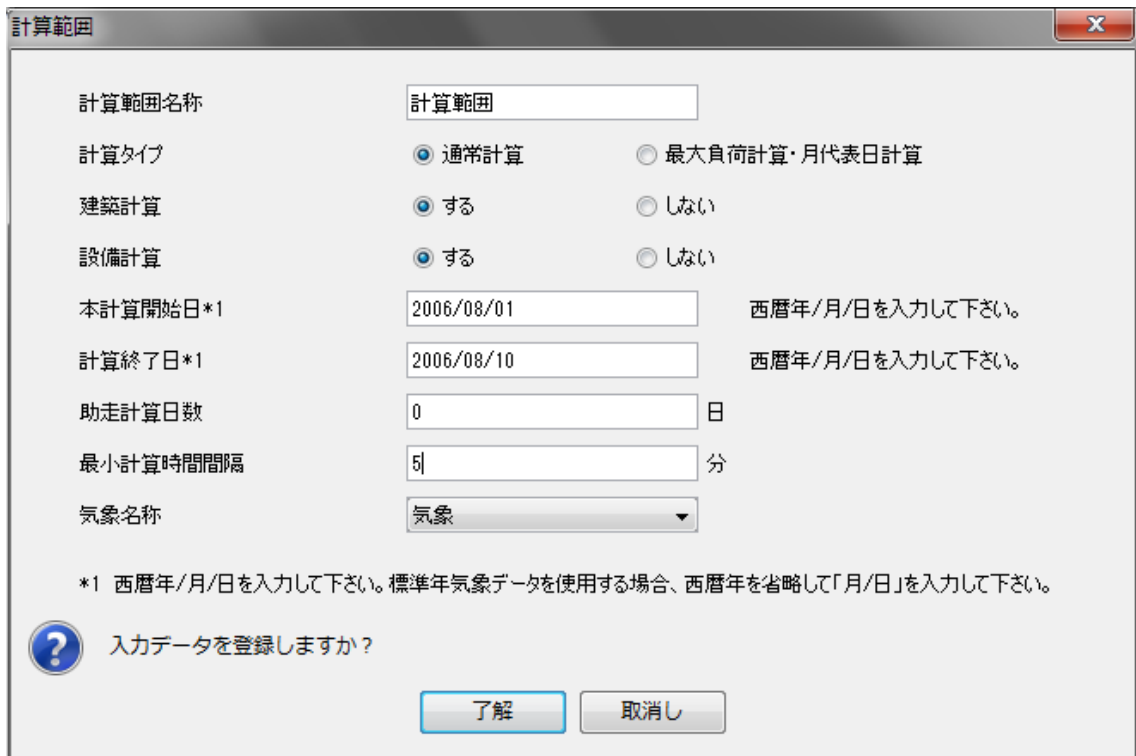 計算範囲
計算範囲名称 計算範囲
計算タイプ 通常計算 最大負荷計算・月代表日計算
建築計算 する しない
設備計算 する しない
本計算開始日*1 2006/08/01 西暦年/月/日を入力して下さい。
計算終了日*1 2006/08/10 西暦年/月/日を入力して下さい。
助走計算日数 0 日
最小計算時間間隔 5 分
気象名称 気象
*1 西暦年/月/日を入力して下さい。標準年気象データを使用する場合、西暦年を省略して「月/日」を入力して下さい。
入力データを登録しますか？
了解 取消し